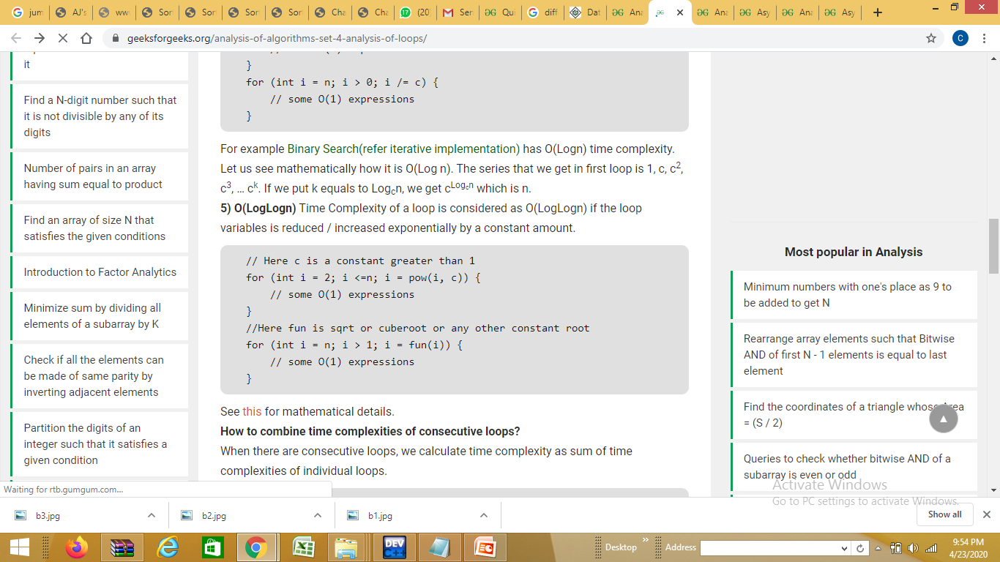 jum
AJ's
www
Sor
Sor
Sor
Sor
Cha
Cha
(20
Ser
Qui
diff
Dat
Ana
Ana
Asy
Ana
Asy
geeksforgeeks.org/analysis-of-algorithms-set-4-analysis-of-loops/
C
it
Find a N-digit number such that
it is not divisible by any of its
digits
Number of pairs in an array
having sum equal to product
Find an array of size N that
satisfies the given conditions
Introduction to Factor Analytics
Minimize sum by dividing all
elements of a subarray by K
Check if all the elements can
be made of same parity by
inverting adjacent elements
Partition the digits of an
integer such that it satisfies a
given condition
}
for (int i = n; i > 0; i /= c) {
// some O(1) expressions
}
For example Binary Search(refer iterative implementation) has O(Logn) time complexity.
Let us see mathematically how it is O(Log n). The series that we get in first loop is 1, c, c²,
c³, … cᵏ. If we put k equals to Logcn, we get c^Logcn which is n.
5) O(LogLogn) Time Complexity of a loop is considered as O(LogLogn) if the loop
variables is reduced / increased exponentially by a constant amount.
// Here c is a constant greater than 1
for (int i = 2; i <=n; i = pow(i, c)) {
// some O(1) expressions
}
//Here fun is sqrt or cuberoot or any other constant root
for (int i = n; i > 1; i = fun(i)) {
// some O(1) expressions
}
See this for mathematical details.
How to combine time complexities of consecutive loops?
When there are consecutive loops, we calculate time complexity as sum of time
complexities of individual loops.
Most popular in Analysis
Minimum numbers with one's place as 9 to
be added to get N
Rearrange array elements such that Bitwise
AND of first N - 1 elements is equal to last
element
Find the coordinates of a triangle whose Area
= (S / 2)
Queries to check whether bitwise AND of a
subarray is even or odd
Activate Windows
Go to PC settings to activate Windows.
Waiting for rtb.gumgum.com...
b3.jpg
b2.jpg
b1.jpg
Show all
DEV
Desktop
Address
9:54 PM
4/23/2020